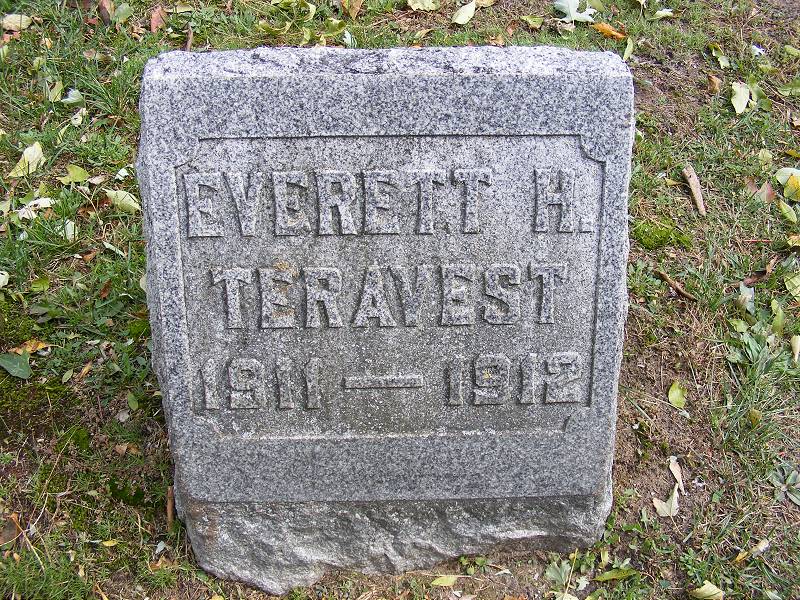 EVERETT H.
TERAVEST
1911 — 1912